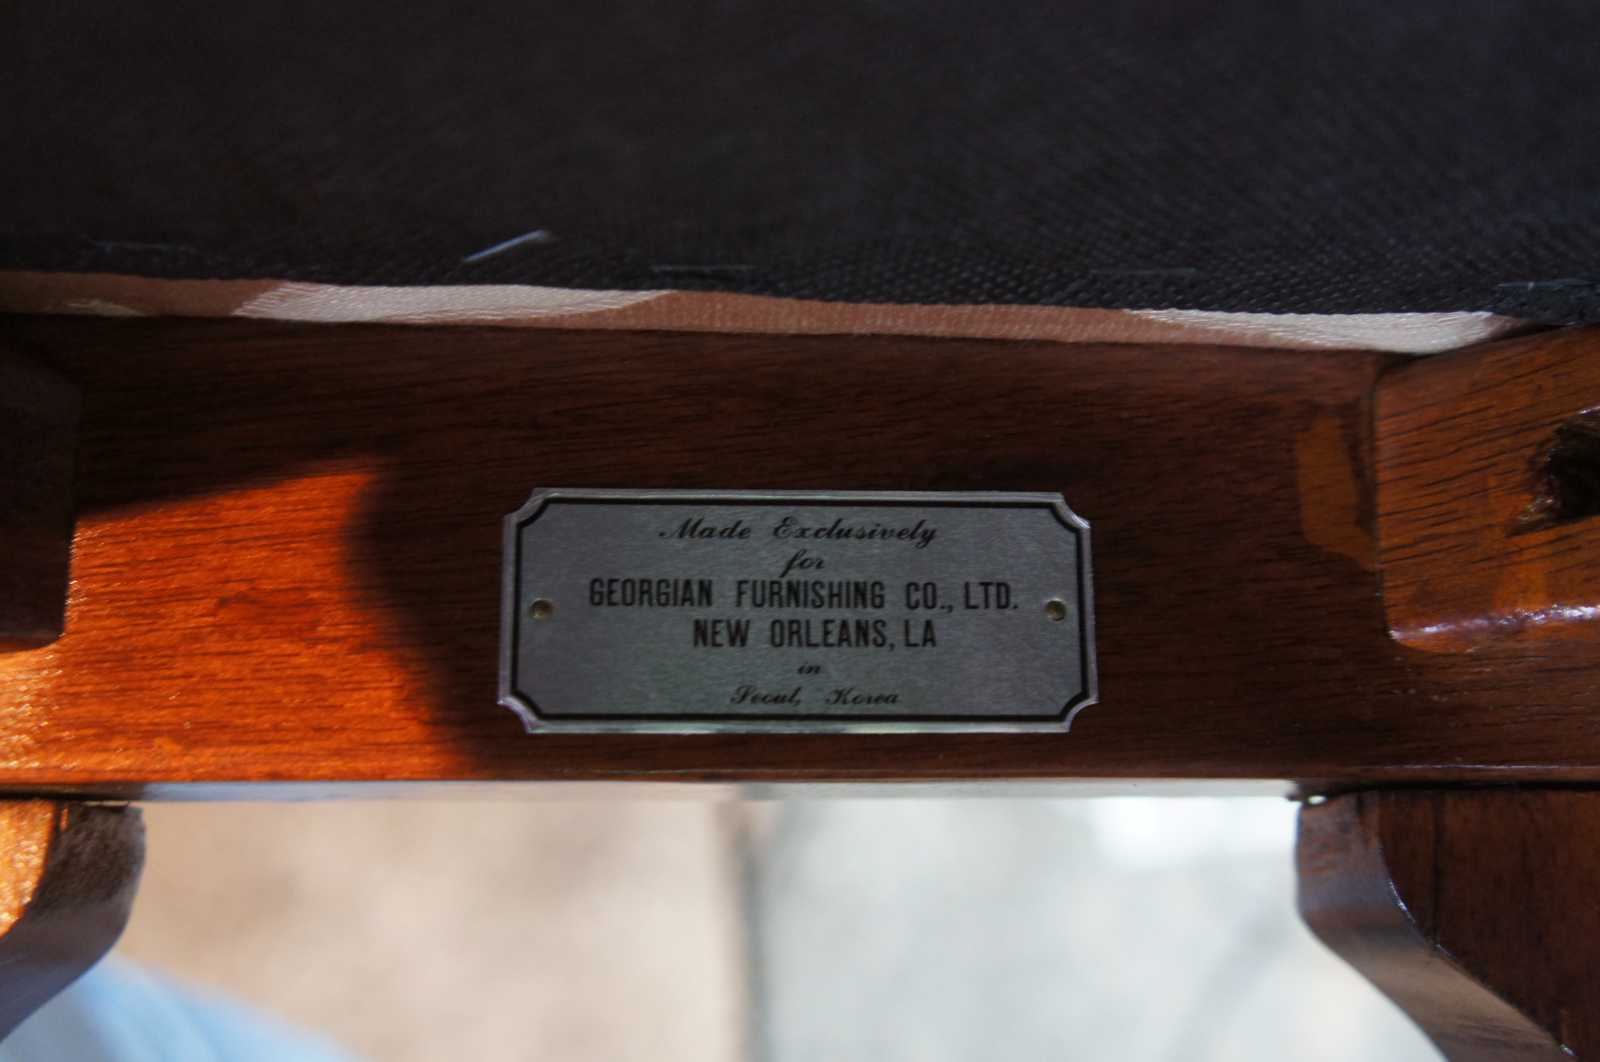 Made Exclusively
for
GEORGIAN FURNISHING CO., LTD.
NEW ORLEANS, LA
in
Seoul, Korea